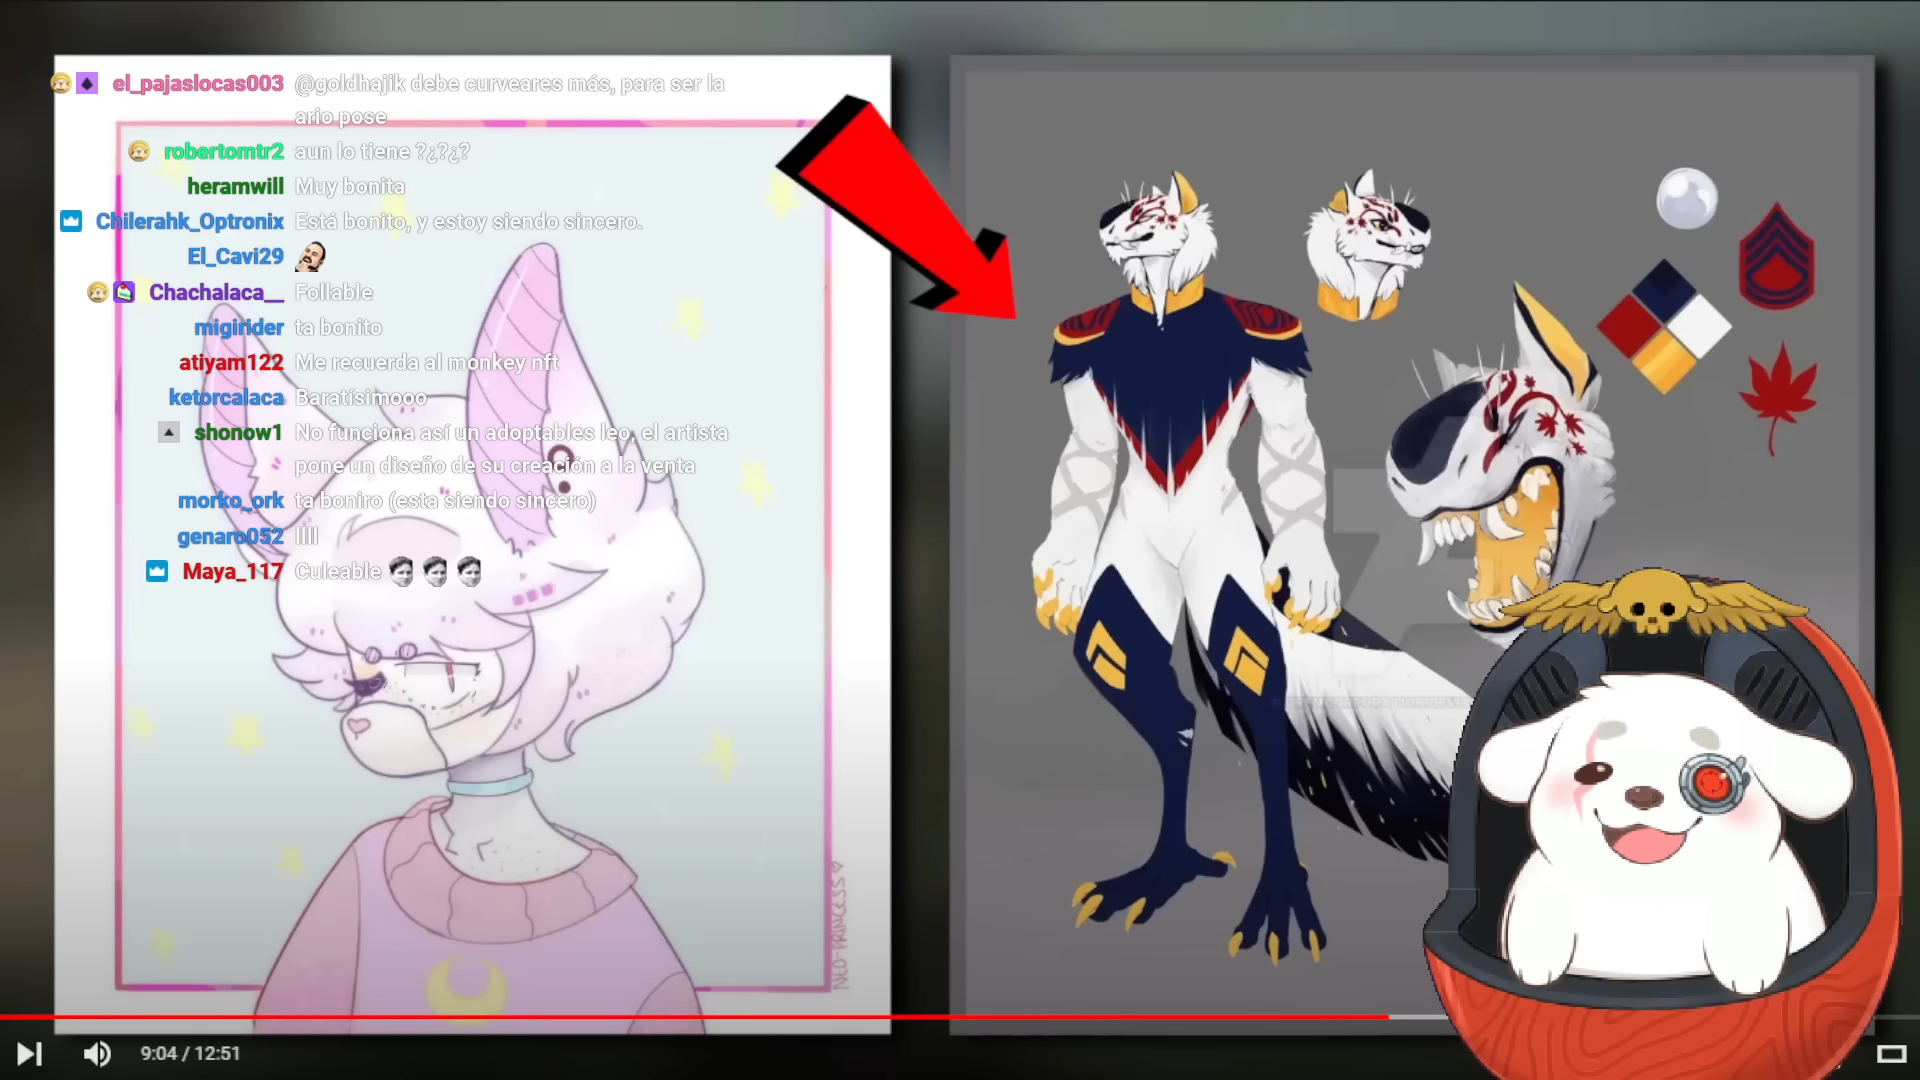 el_pajaslocas003 @goldhajik debe curveares más, para ser la
ario pose
robertomtr2 aun lo tiene ?¿?¿?
heramwill Muy bonita
Chilerahk_Optronix Está bonito, y estoy siendo sincero.
El_Cavi29
Chachalaca__ Follable
migirider ta bonito
atiyam122 Me recuerda al monkey nft
ketorcalaca Baratísimooo
shonow1 No funciona así un adoptables leo, el artista
pone un diseño de su creación a la venta
morko_ork ta boniro (esta siendo sincero)
genaro052 llll
Maya_117 Culeable
NEO-PRINCESS
9:04 / 12:51